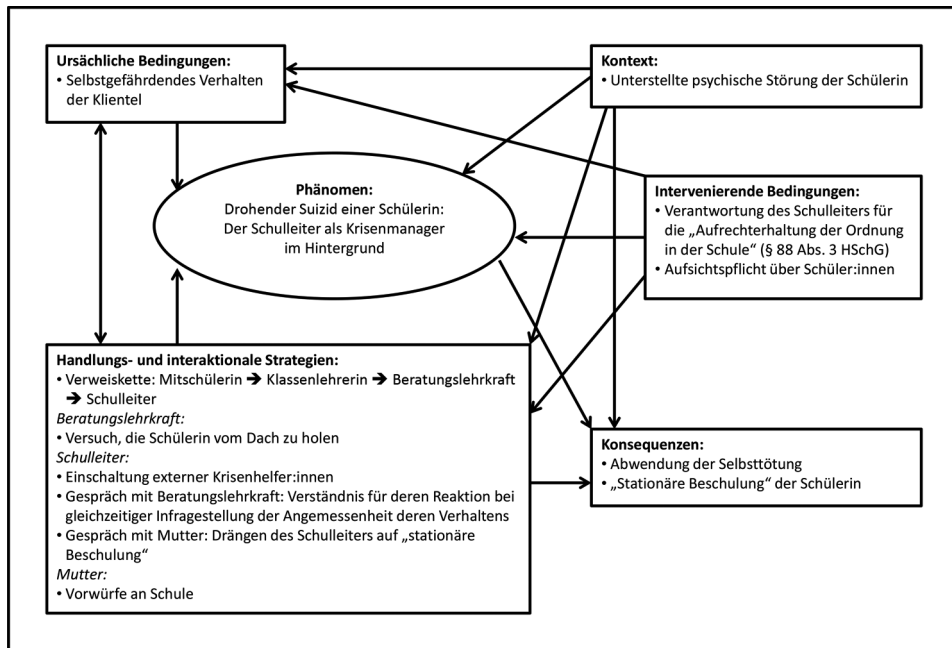 Ursächliche Bedingungen:
• Selbstgefährdendes Verhalten
der Klientel
Kontext:
• Unterstellte psychische Störung der Schülerin
Phänomen:
Drohender Suizid einer Schülerin:
Der Schulleiter als Krisenmanager
im Hintergrund
Intervenierende Bedingungen:
• Verantwortung des Schulleiters für
die „Aufrechterhaltung der Ordnung
in der Schule“ (§ 88 Abs. 3 HSchG)
• Aufsichtspflicht über Schüler:innen
Handlungs- und interaktionale Strategien:
• Verweiskette: Mitschülerin ➔ Klassenlehrerin ➔ Beratungslehrkraft
➔ Schulleiter
Beratungslehrkraft:
• Versuch, die Schülerin vom Dach zu holen
Schulleiter:
• Einschaltung externer Krisenhelfer:innen
• Gespräch mit Beratungslehrkraft: Verständnis für deren Reaktion bei
gleichzeitiger Infragestellung der Angemessenheit deren Verhaltens
• Gespräch mit Mutter: Drängen des Schulleiters auf „stationäre
Beschulung“
Mutter:
• Vorwürfe an Schule
Konsequenzen:
• Abwendung der Selbsttötung
• „Stationäre Beschulung“ der Schülerin